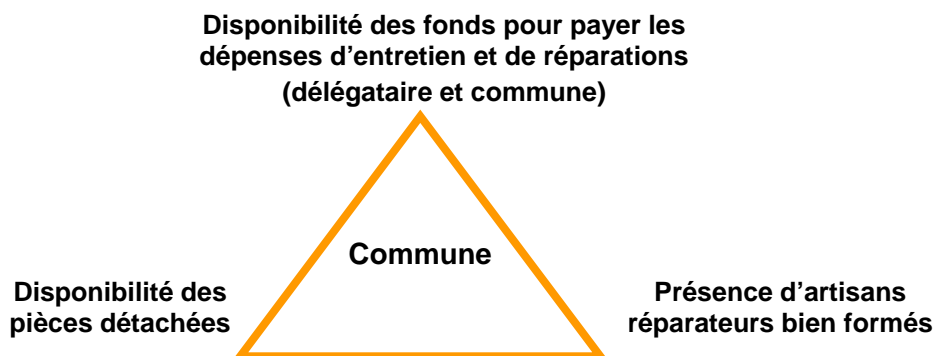 Disponibilité des fonds pour payer les
dépenses d’entretien et de réparations
(délégataire et commune)
Commune
Disponibilité des
pièces détachées
Présence d’artisans
réparateurs bien formés